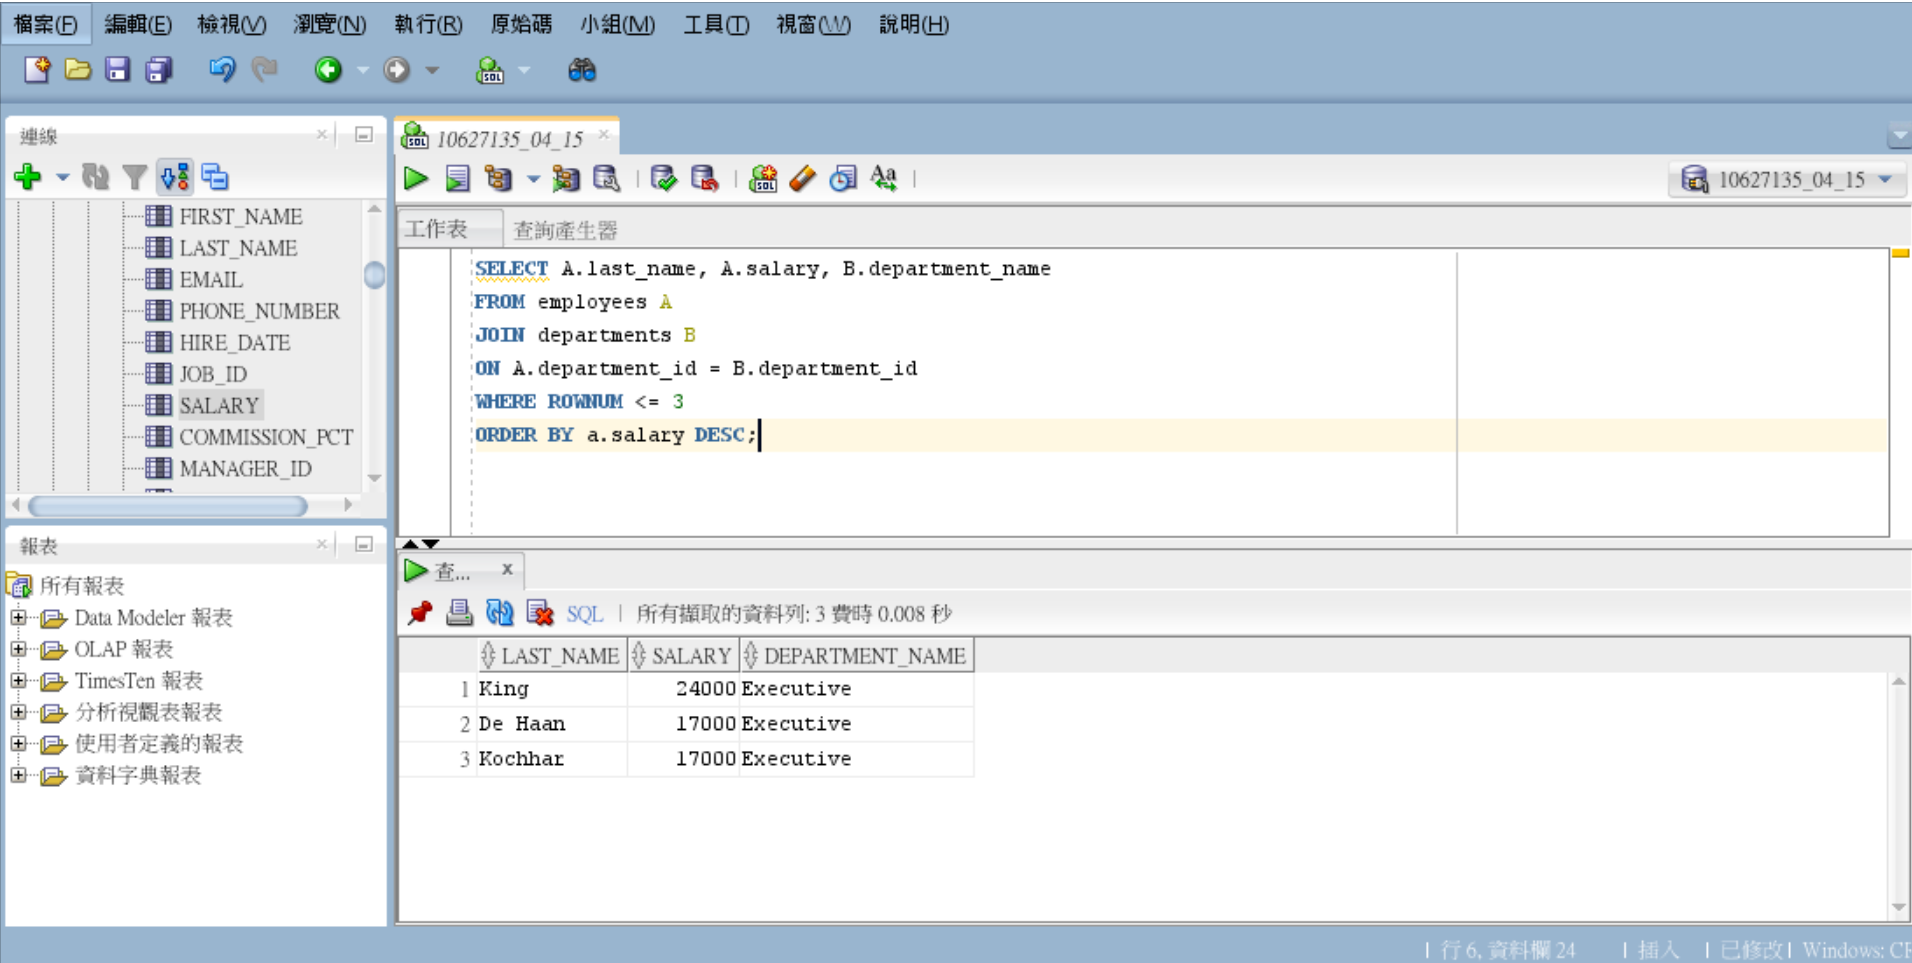 檔案(F) 編輯(E) 檢視(V) 瀏覽(N) 執行(R) 原始碼 小組(M) 工具(T) 視窗(W) 說明(H)
連線
FIRST_NAME
LAST_NAME
EMAIL
PHONE_NUMBER
HIRE_DATE
JOB_ID
SALARY
COMMISSION_PCT
MANAGER_ID
報表
所有報表
Data Modeler 報表
OLAP 報表
TimesTen 報表
分析視觀表報表
使用者定義的報表
資料字典報表
10627135_04_15
10627135_04_15
工作表 查詢產生器
SELECT A.last_name, A.salary, B.department_name
FROM employees A
JOIN departments B
ON A.department_id = B.department_id
WHERE ROWNUM <= 3
ORDER BY a.salary DESC;
查... x
SQL | 所有擷取的資料列: 3 費時 0.008 秒
LAST_NAME SALARY DEPARTMENT_NAME
1 King 24000 Executive
2 De Haan 17000 Executive
3 Kochhar 17000 Executive
| 行 6, 資料欄 24 | 插入 | 已修改 | Windows: CR